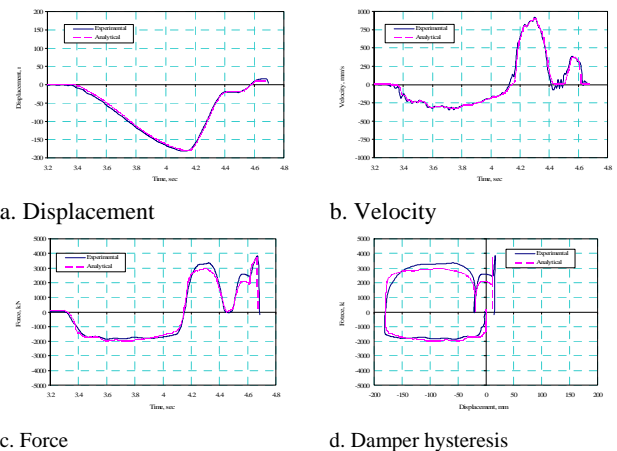 200
150
100
50
0
-50
-100
-150
-200
Displacement, 
Experimental
Analytical
3.2 3.4 3.6 3.8 4 4.2 4.4 4.6 4.8
Time, sec
a. Displacement
1000
750
500
250
0
250
500
-750
-1000
Velocity, mm/s
Experimental
Analytical
3.2 3.4 3.6 3.8 4 4.2 4.4 4.6 4.8
Time, sec
b. Velocity
5000
4000
3000
2000
1000
0
-1000
-2000
-3000
-4000
-5000
Force, kN
Experimental
Analytical
3.2 3.4 3.6 3.8 4 4.2 4.4 4.6 4.8
Time, sec
c. Force
5000
4000
3000
2000
1000
0
-1000
-2000
-3000
-4000
-5000
Force, k
Experimental
Analytical
-200 -150 -100 -50 0 50 100 150 200
Displacement, mm
d. Damper hysteresis